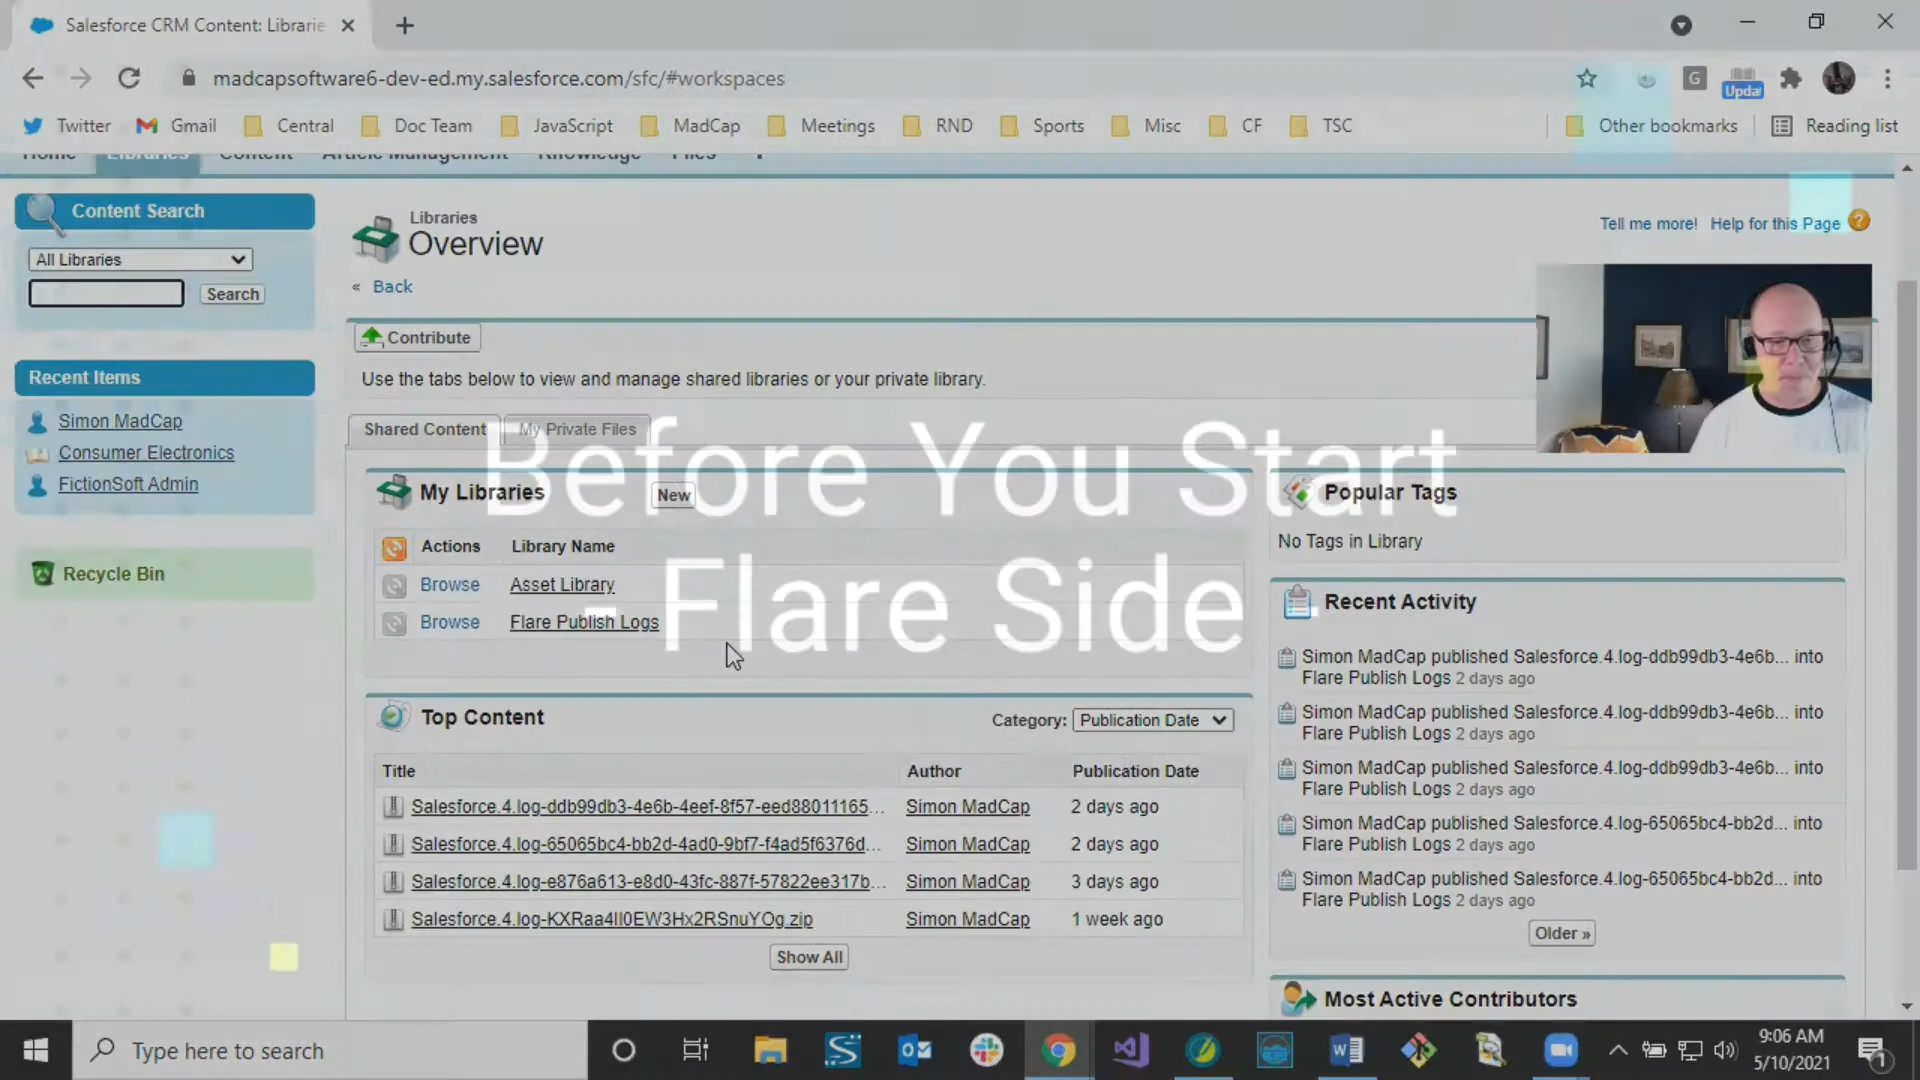 Salesforce CRM Content: Librarie
madcapsoftware6-dev-ed.my.salesforce.com/sfc/#workspaces
G
Updat
Twitter Gmail Central Doc Team JavaScript MadCap Meetings RND Sports Misc CF TSC Other bookmarks Reading list
Home Libraries Content Article Management Knowledge Files +
Content Search
All Libraries
Search
Recent Items
Simon MadCap
Consumer Electronics
FictionSoft Admin
Recycle Bin
Libraries
Overview
Tell me more! Help for this Page ?
« Back
Contribute
Use the tabs below to view and manage shared libraries or your private library.
Shared Content My Private Files
Before You Start
- Flare Side -
My Libraries New
Actions Library Name
Browse Asset Library
Browse Flare Publish Logs
Top Content Category: Publication Date
Title Author Publication Date
Salesforce.4.log-ddb99db3-4e6b-4eef-8f57-eed88011165... Simon MadCap 2 days ago
Salesforce.4.log-65065bc4-bb2d-4ad0-9bf7-f4ad5f6376d... Simon MadCap 2 days ago
Salesforce.4.log-e876a613-e8d0-43fc-887f-57822ee317b... Simon MadCap 3 days ago
Salesforce.4.log-KXRaa4Il0EW3Hx2RSnuYOg.zip Simon MadCap 1 week ago
Show All
Popular Tags
No Tags in Library
Recent Activity
Simon MadCap published Salesforce.4.log-ddb99db3-4e6b... into
Flare Publish Logs 2 days ago
Simon MadCap published Salesforce.4.log-ddb99db3-4e6b... into
Flare Publish Logs 2 days ago
Simon MadCap published Salesforce.4.log-ddb99db3-4e6b... into
Flare Publish Logs 2 days ago
Simon MadCap published Salesforce.4.log-65065bc4-bb2d... into
Flare Publish Logs 2 days ago
Simon MadCap published Salesforce.4.log-65065bc4-bb2d... into
Flare Publish Logs 2 days ago
Older »
Most Active Contributors
Type here to search
9:06 AM
5/10/2021
1